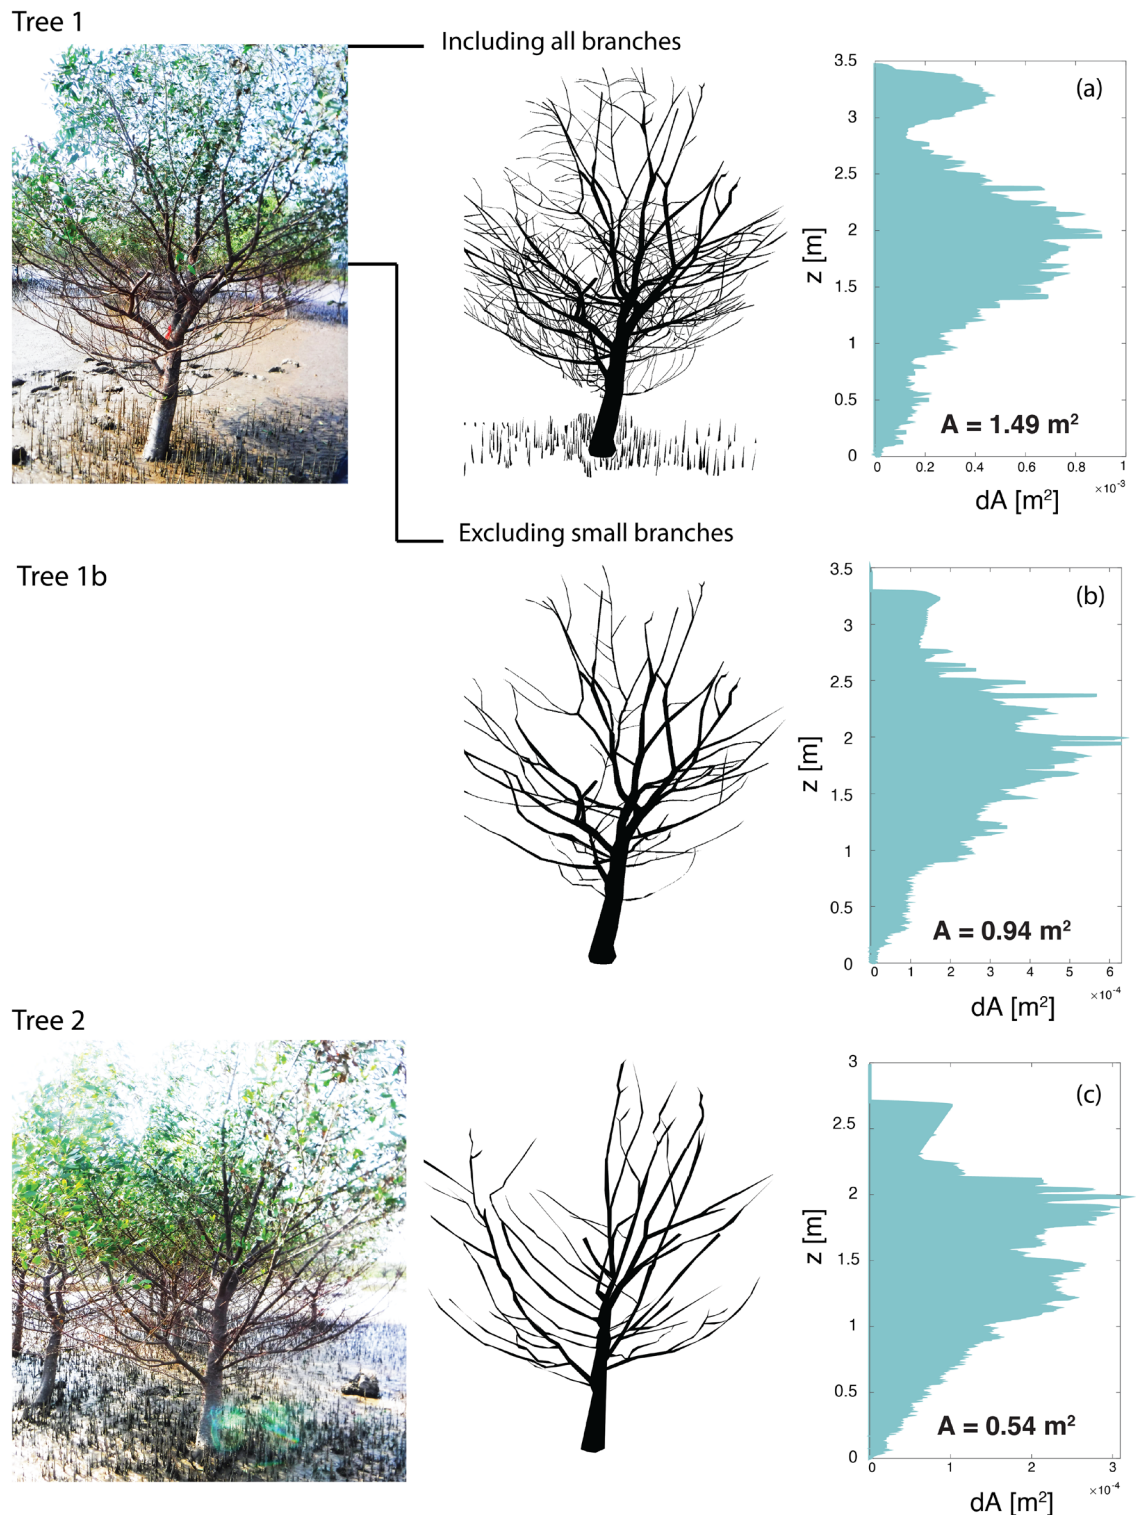 Tree 1
Including all branches
(a)
3.5
3
2.5
2
1.5
1
0.5
0
z [m]
A = 1.49 m²
0 0.2 0.4 0.6 0.8 1
×10⁻³
dA [m²]
Excluding small branches
Tree 1b
(b)
3.5
3
2.5
2
1.5
1
0.5
0
z [m]
A = 0.94 m²
0 1 2 3 4 5 6
×10⁻⁴
dA [m²]
Tree 2
(c)
3
2.5
2
1.5
1
0.5
0
z [m]
A = 0.54 m²
0 1 2 3
×10⁻⁴
dA [m²]